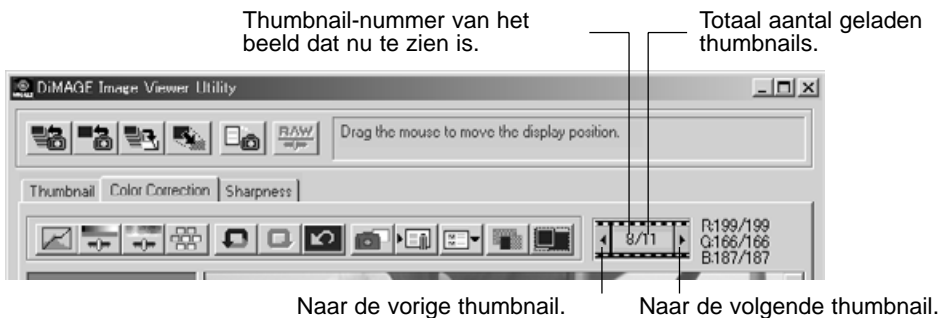 Thumbnail-nummer van het
beeld dat nu te zien is.
Totaal aantal geladen
thumbnails.
DiMAGE Image Viewer Utility
RAW
Drag the mouse to move the display position.
Thumbnail
Color Correction
Sharpness
8/11
R:199/199
G:166/166
B:187/187
Naar de vorige thumbnail.
Naar de volgende thumbnail.